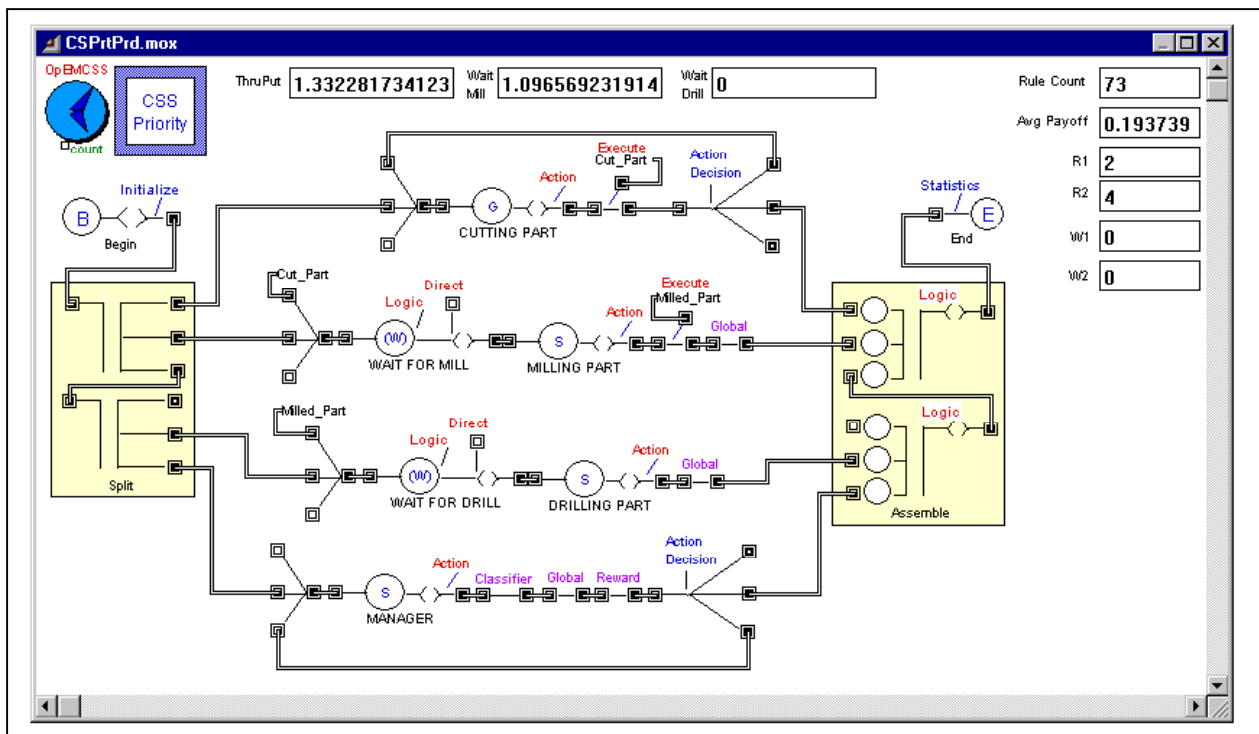 CSPrtPrd.mox
OpEMCSS
count
CSS
Priority
ThruPut 1.332281734123
Wait
Mill 1.096569231914
Wait
Drill 0
Rule Count 73
Avg Payoff 0.193739
R1 2
R2 4
W1 0
W2 0
Initialize
B
Begin
Execute
Cut_Part
Action
G
CUTTING PART
Action
Decision
Statistics
E
End
Cut_Part
Logic
Direct
(W)
WAIT FOR MILL
Execute
Milled_Part
Action
Global
S
MILLING PART
Logic
Milled_Part
Logic
Direct
(W)
WAIT FOR DRILL
Action
Global
S
DRILLING PART
Logic
Split
Assemble
Action
Classifier
Global
Reward
S
MANAGER
Action
Decision